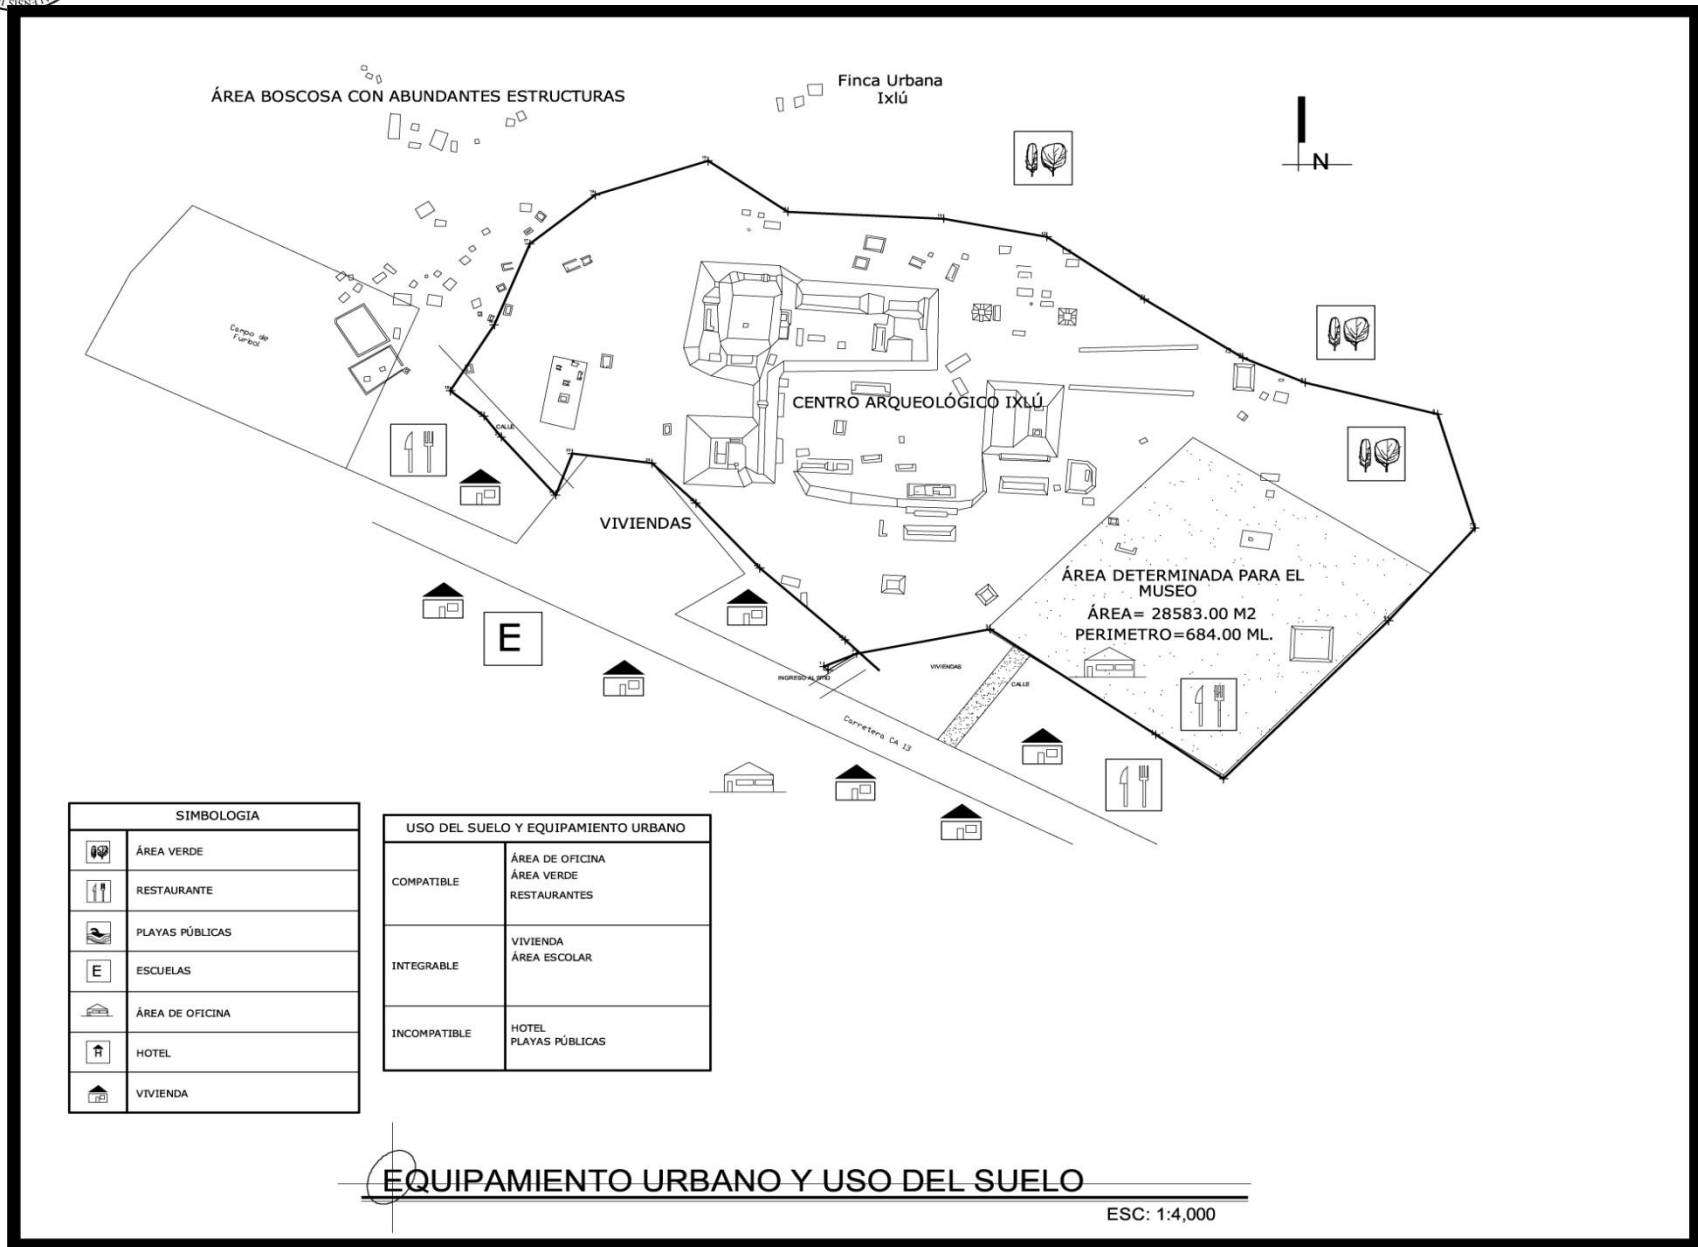 ÁREA BOSCOSA CON ABUNDANTES ESTRUCTURAS
Finca Urbana
Ixlú
N
Campo de
Furbol
CENTRO ARQUEOLÓGICO IXLÚ
CALLE
VIVIENDAS
ÁREA DETERMINADA PARA EL
MUSEO
ÁREA= 28583.00 M2
PERIMETRO=684.00 ML.
E
VIVIENDAS
INGRESO AL SITIO
CALLE
Carretera CA 13
SIMBOLOGIA
ÁREA VERDE
RESTAURANTE
PLAYAS PÚBLICAS
E
ESCUELAS
ÁREA DE OFICINA
HOTEL
VIVIENDA
USO DEL SUELO Y EQUIPAMIENTO URBANO
COMPATIBLE
ÁREA DE OFICINA
ÁREA VERDE
RESTAURANTES
INTEGRABLE
VIVIENDA
ÁREA ESCOLAR
INCOMPATIBLE
HOTEL
PLAYAS PÚBLICAS
EQUIPAMIENTO URBANO Y USO DEL SUELO
ESC: 1:4,000